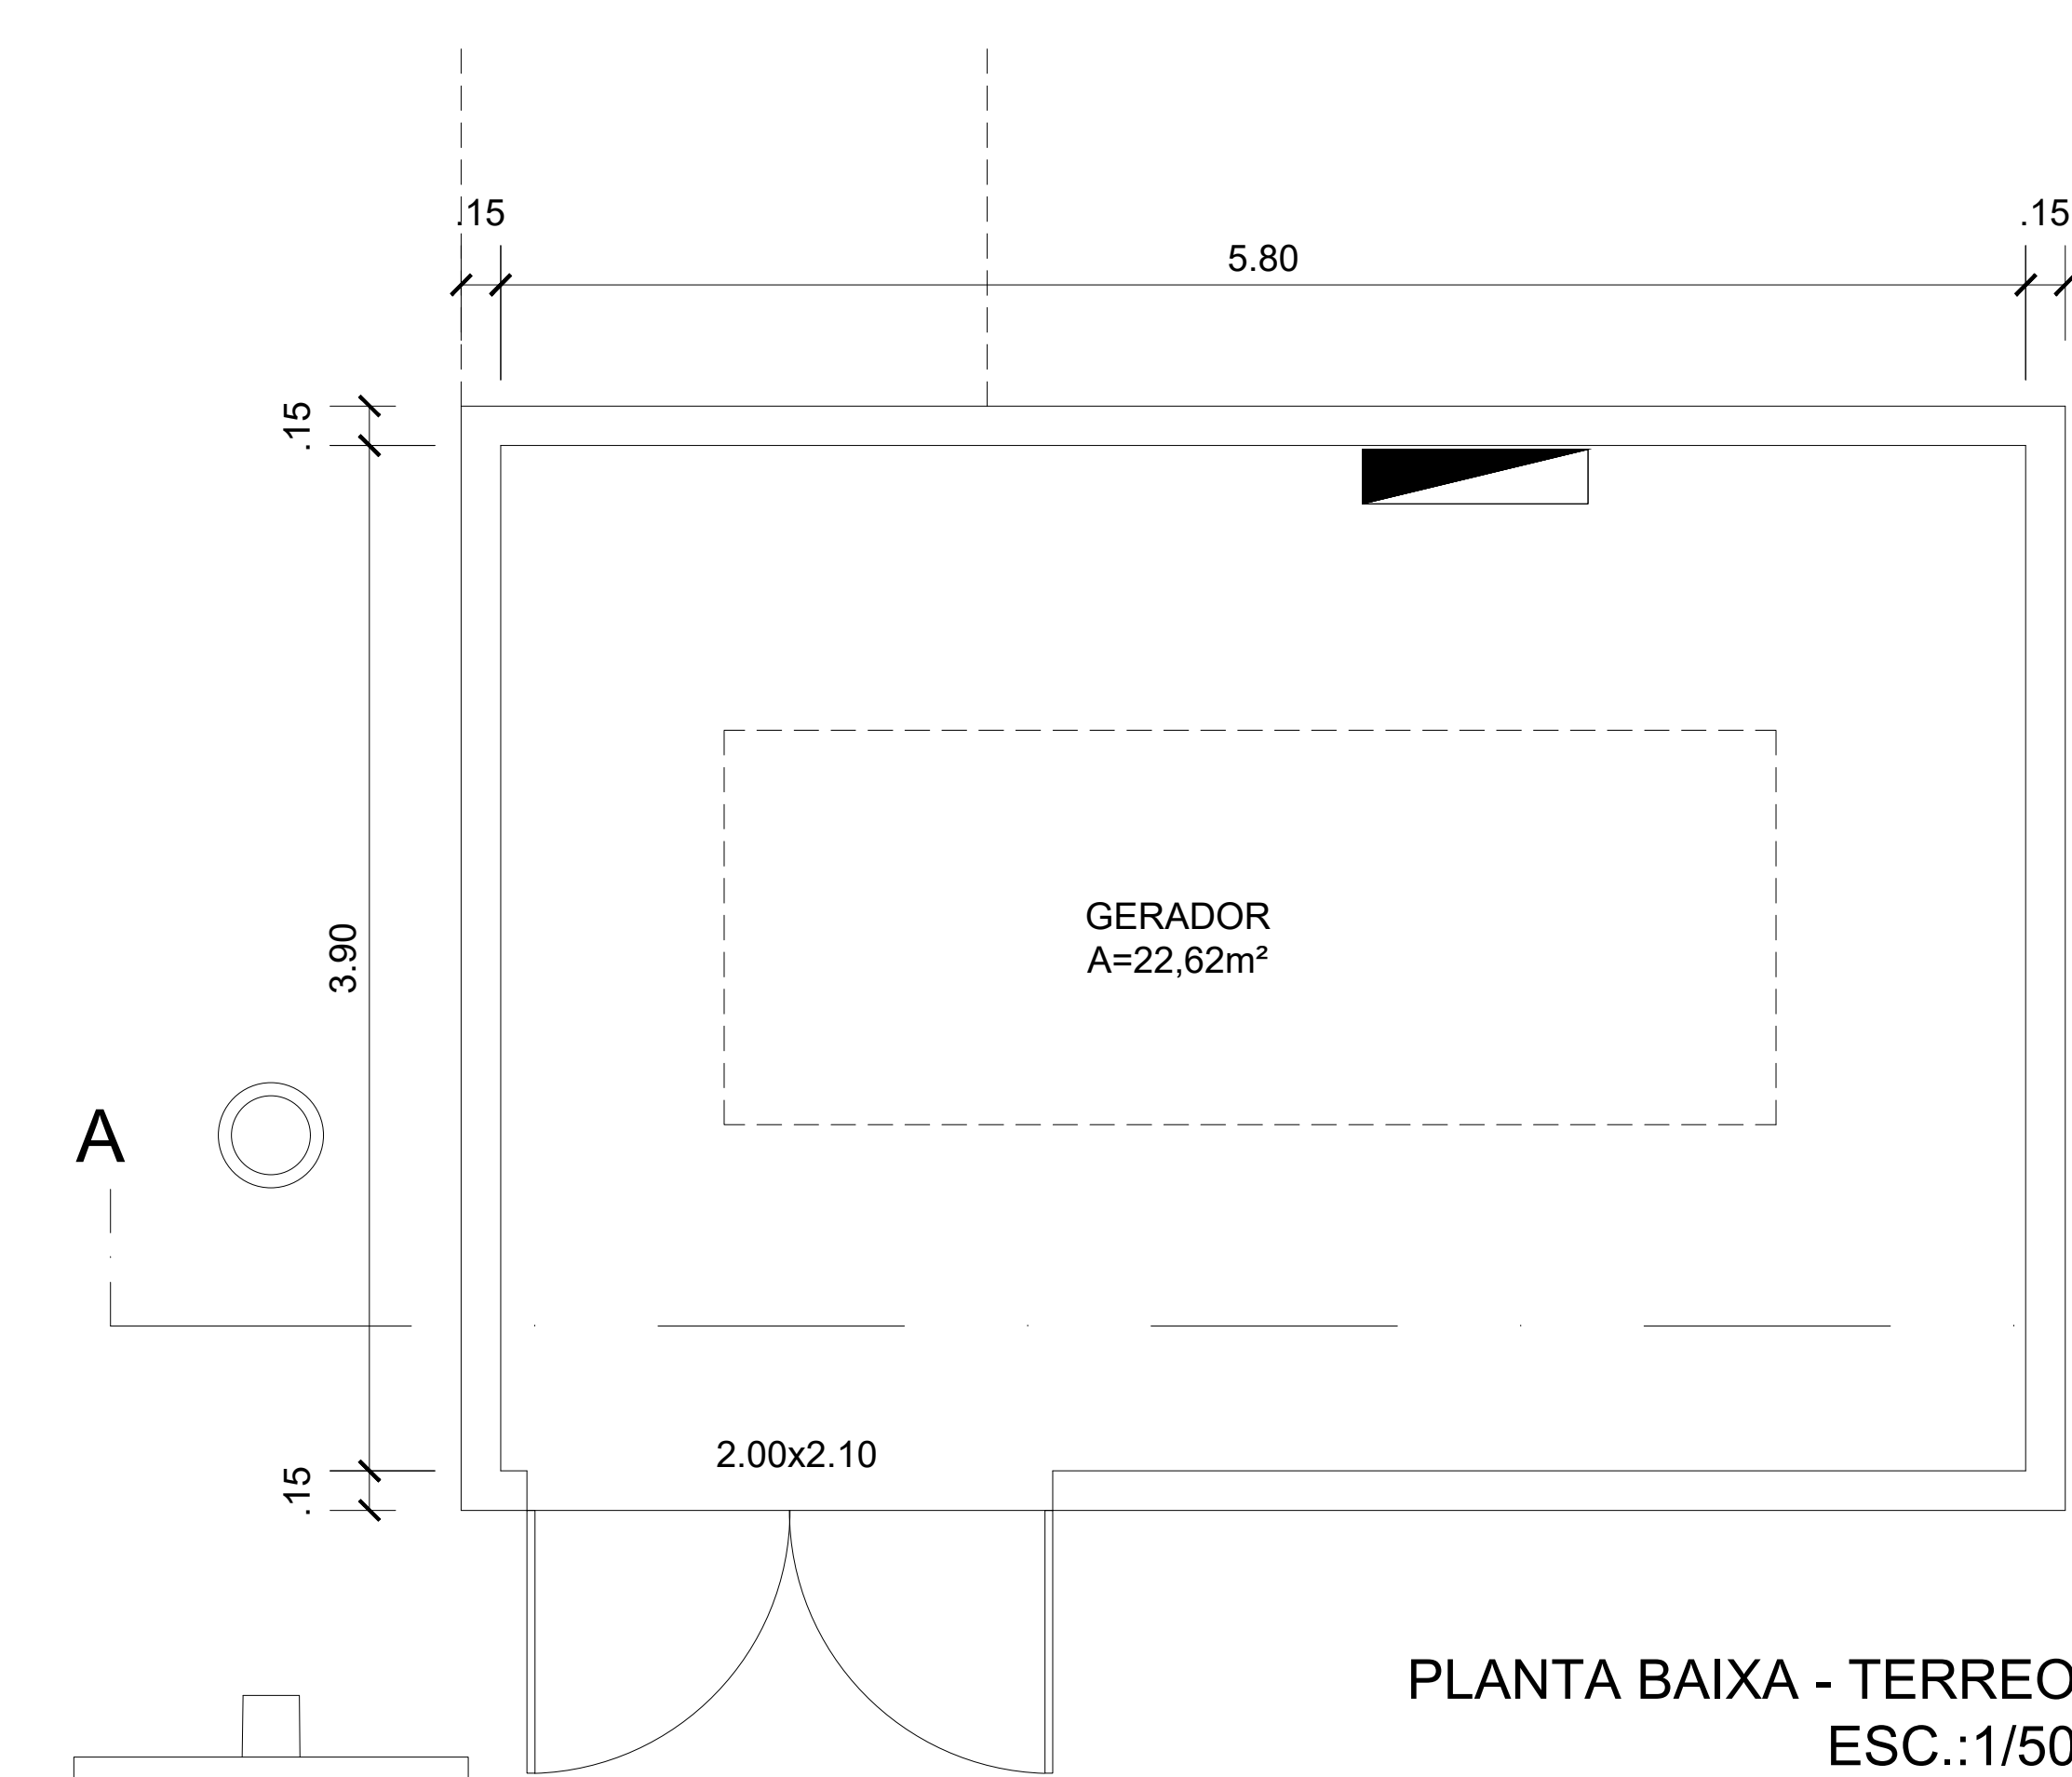 .15
.15
5.80
.15
3.90
GERADOR
A=22,62m²
A
2.00x2.10
.15
PLANTA BAIXA - TERREO
ESC.:1/50